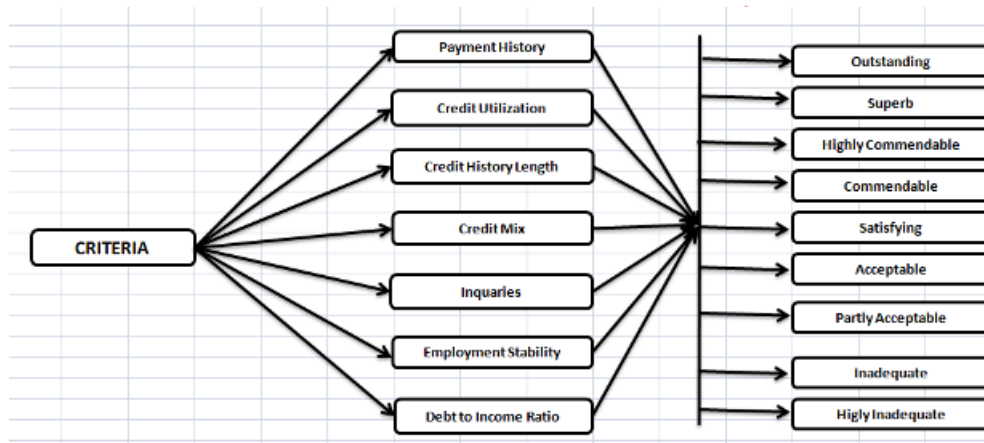 Payment History
Credit Utilization
Credit History Length
CRITERIA
Credit Mix
Inquaries
Employment Stability
Debt to Income Ratio
Outstanding
Superb
Highly Commendable
Commendable
Satisfying
Acceptable
Partly Acceptable
Inadequate
Higly Inadequate